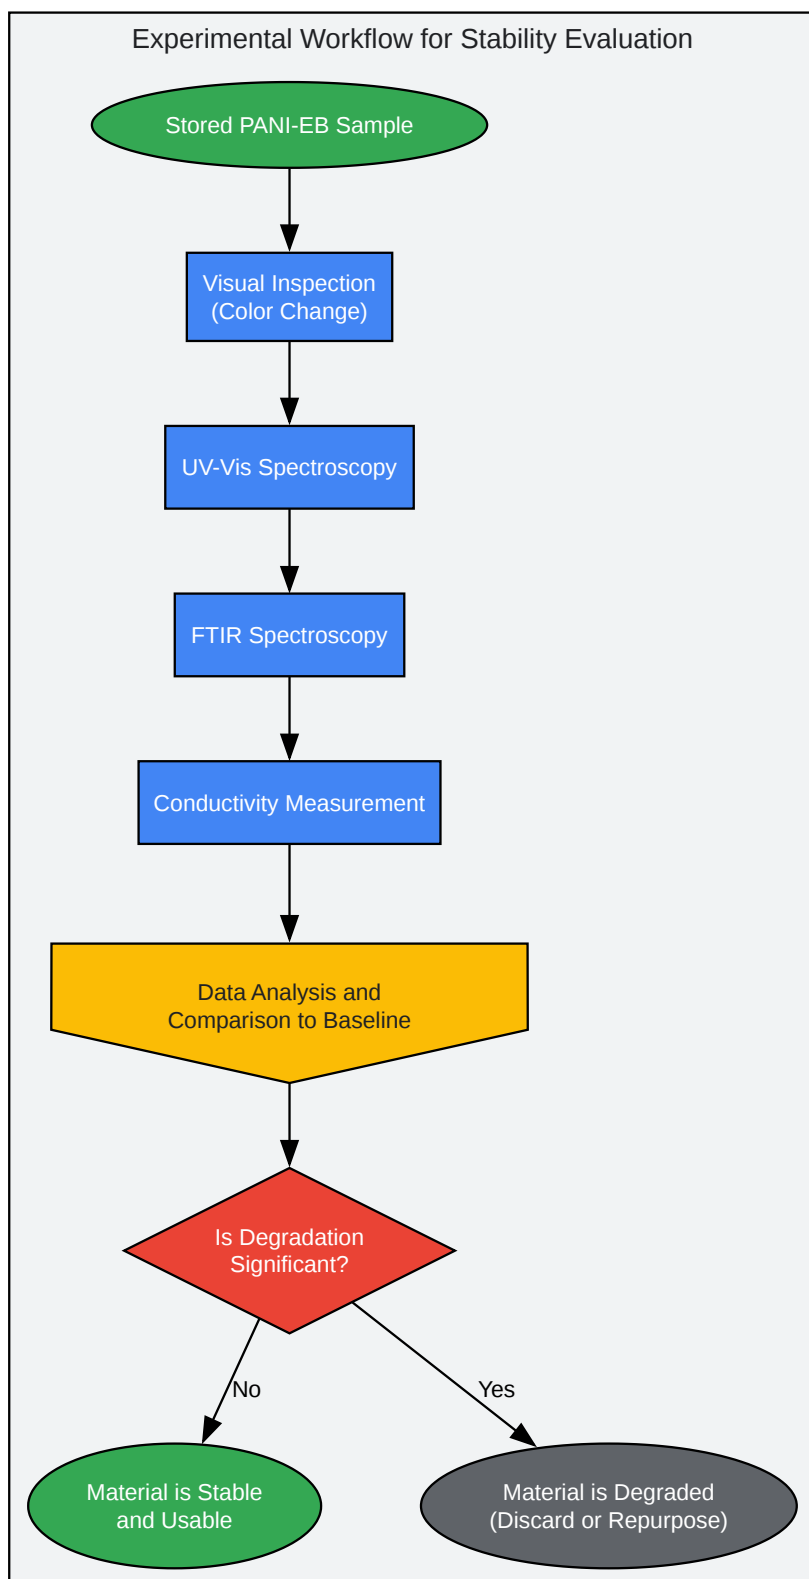 Experimental Workflow for Stability Evaluation
Stored PANI-EB Sample
Visual Inspection
(Color Change)
UV-Vis Spectroscopy
FTIR Spectroscopy
Conductivity Measurement
Data Analysis and
Comparison to Baseline
Is Degradation
Significant?
No
Yes
Material is Stable
and Usable
Material is Degraded
(Discard or Repurpose)